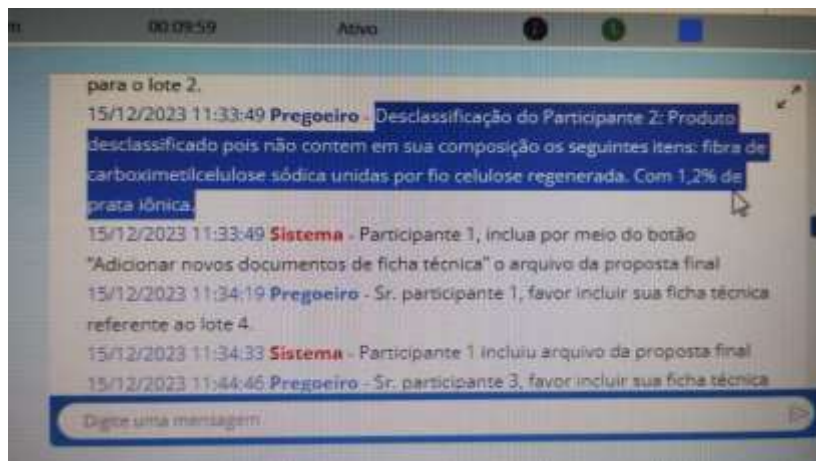 00:09:59 Ativo
para o lote 2.
15/12/2023 11:33:49 Pregoeiro - Desclassificação do Participante 2: Produto
desclassificado pois não contem em sua composição os seguintes itens: fibra de
carboximetilcelulose sódica unidas por fio celulose regenerada. Com 1,2% de
prata iônica.
15/12/2023 11:33:49 Sistema - Participante 1, inclua por meio do botão
"Adicionar novos documentos de ficha técnica" o arquivo da proposta final
15/12/2023 11:34:19 Pregoeiro - Sr. participante 1, favor incluir sua ficha técnica
referente ao lote 4.
15/12/2023 11:34:33 Sistema - Participante 1 incluiu arquivo da proposta final
15/12/2023 11:44:46 Pregoeiro - Sr. participante 3, favor incluir sua ficha técnica
Digite uma mensagem